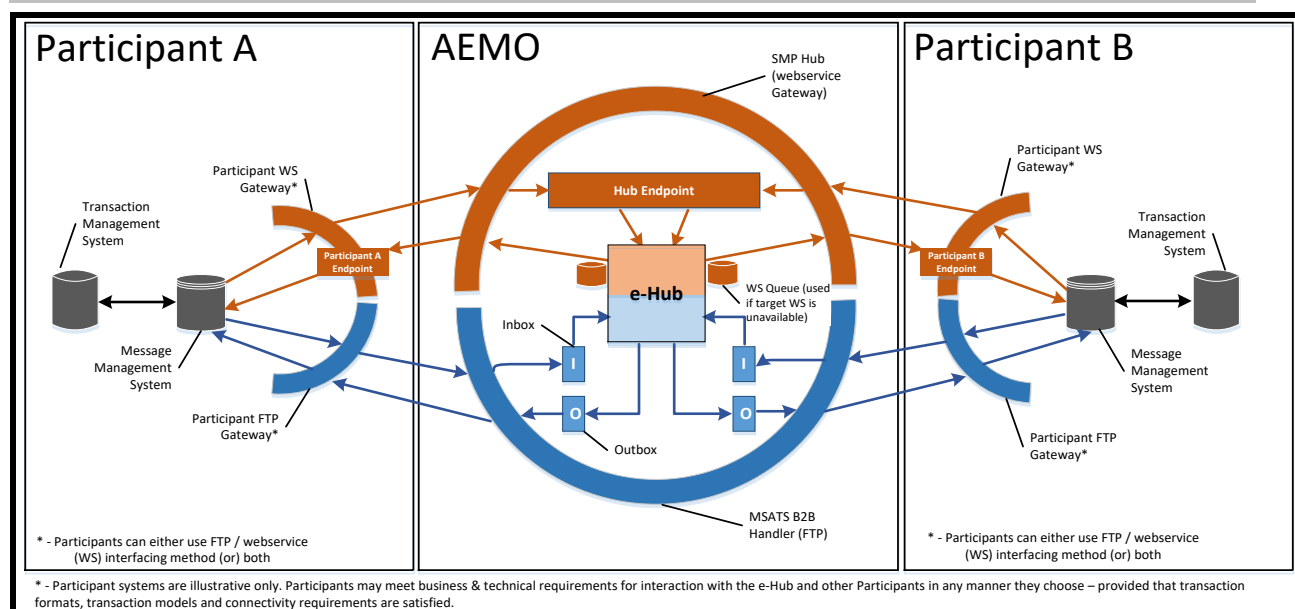 Participant A
AEMO
Participant B
SMP Hub
(webservice
Gateway)
Participant WS
Gateway*
Participant WS
Gateway*
Hub Endpoint
Transaction
Management
System
Transaction
Management
System
Participant A
Endpoint
Participant B
Endpoint
e-Hub
WS Queue (used
if target WS is
unavailable)
Inbox
I
I
Message
Management
System
Message
Management
System
O
O
Participant FTP
Gateway*
Outbox
Participant FTP
Gateway*
MSATS B2B
Handler (FTP)
* - Participants can either use FTP / webservice
(WS) interfacing method (or) both
* - Participants can either use FTP / webservice
(WS) interfacing method (or) both
* - Participant systems are illustrative only. Participants may meet business & technical requirements for interaction with the e-Hub and other Participants in any manner they choose – provided that transaction
formats, transaction models and connectivity requirements are satisfied.